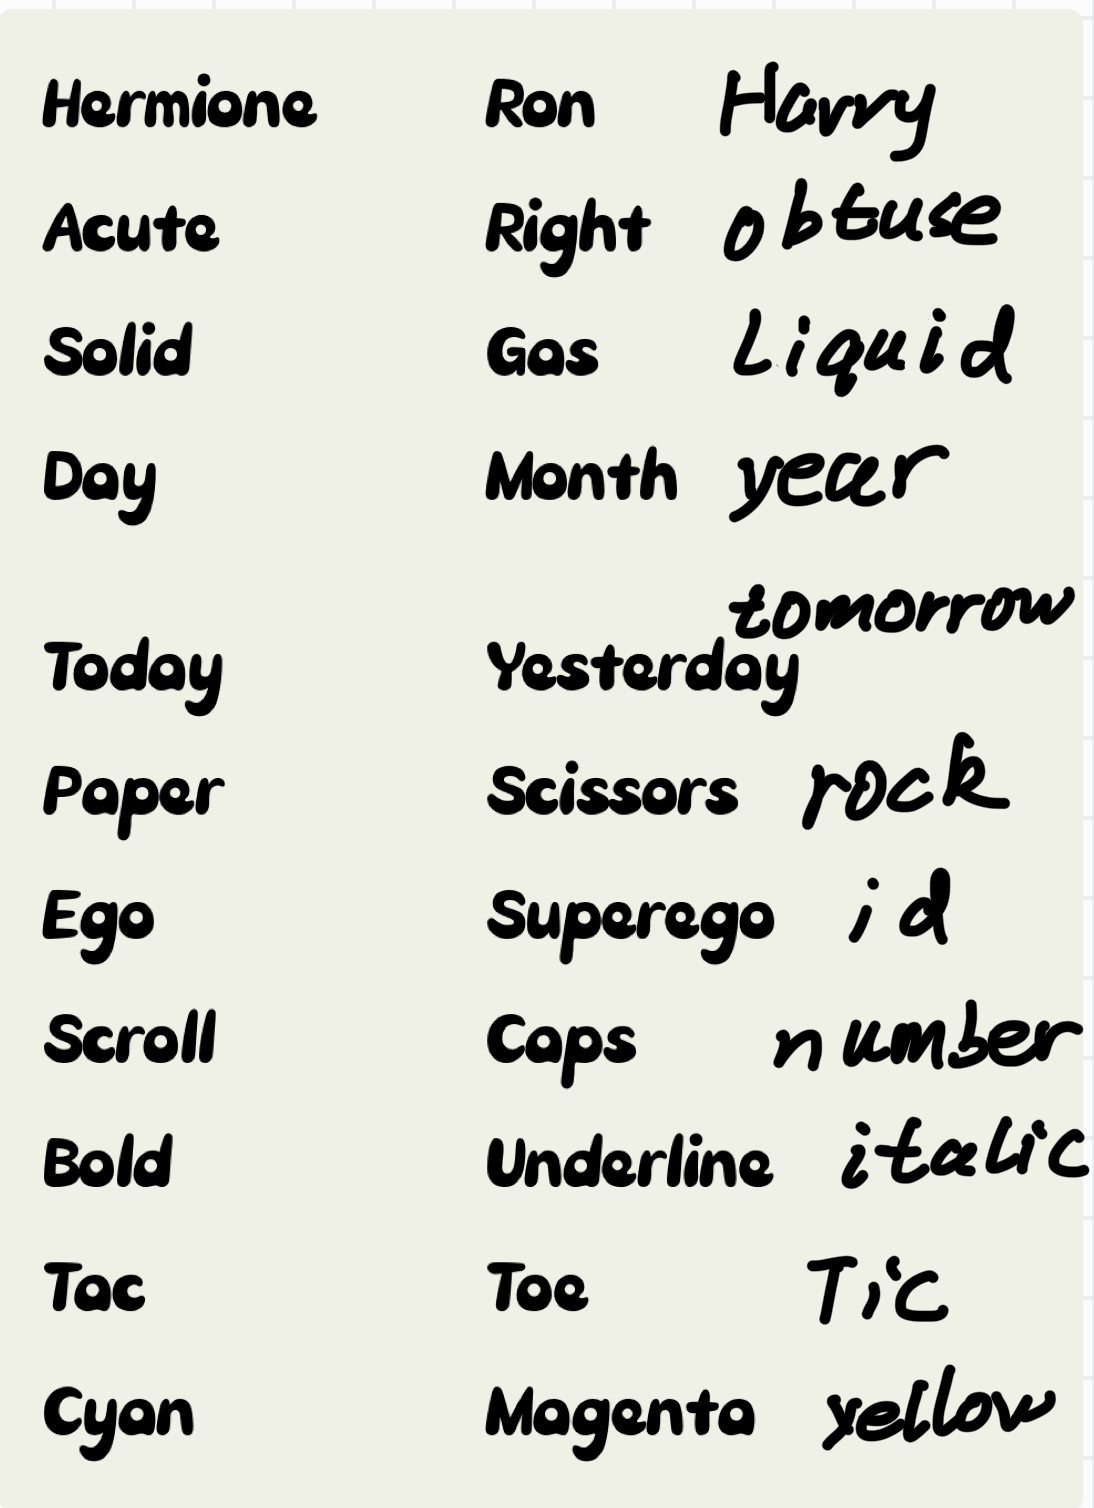 Hermione Ron Harry
Acute Right obtuse
Solid Gas Liquid
Day Month year
tomorrow
Today Yesterday
Paper Scissors rock
Ego Superego id
Scroll Caps number
Bold Underline italic
Tac Toe Tic
Cyan Magenta yellow